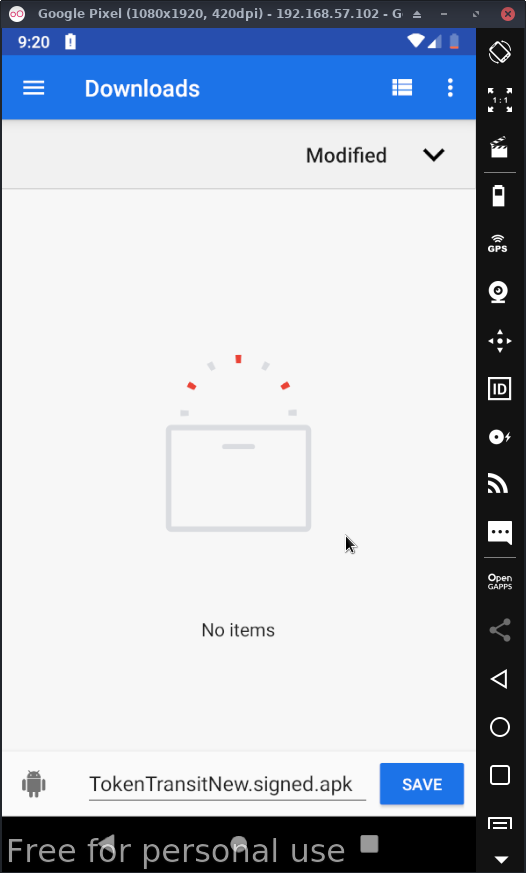 Google Pixel (1080x1920, 420dpi) - 192.168.57.102 - G
9:20
Downloads
1:1
Modified
GPS
ID
No items
Open
GAPPS
TokenTransitNew.signed.apk
SAVE
Free for personal use